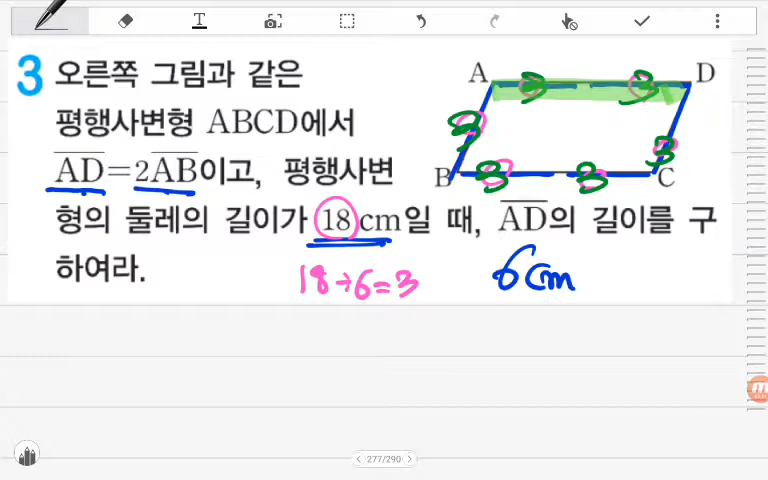 T
3 오른쪽 그림과 같은
평행사변형 ABCD에서
AD=2AB이고, 평행사변
형의 둘레의 길이가 18 cm일 때, AD의 길이를 구
하여라.
A 3 3 D
3 3
B 3 3 C
18÷6=3
6cm
277/290